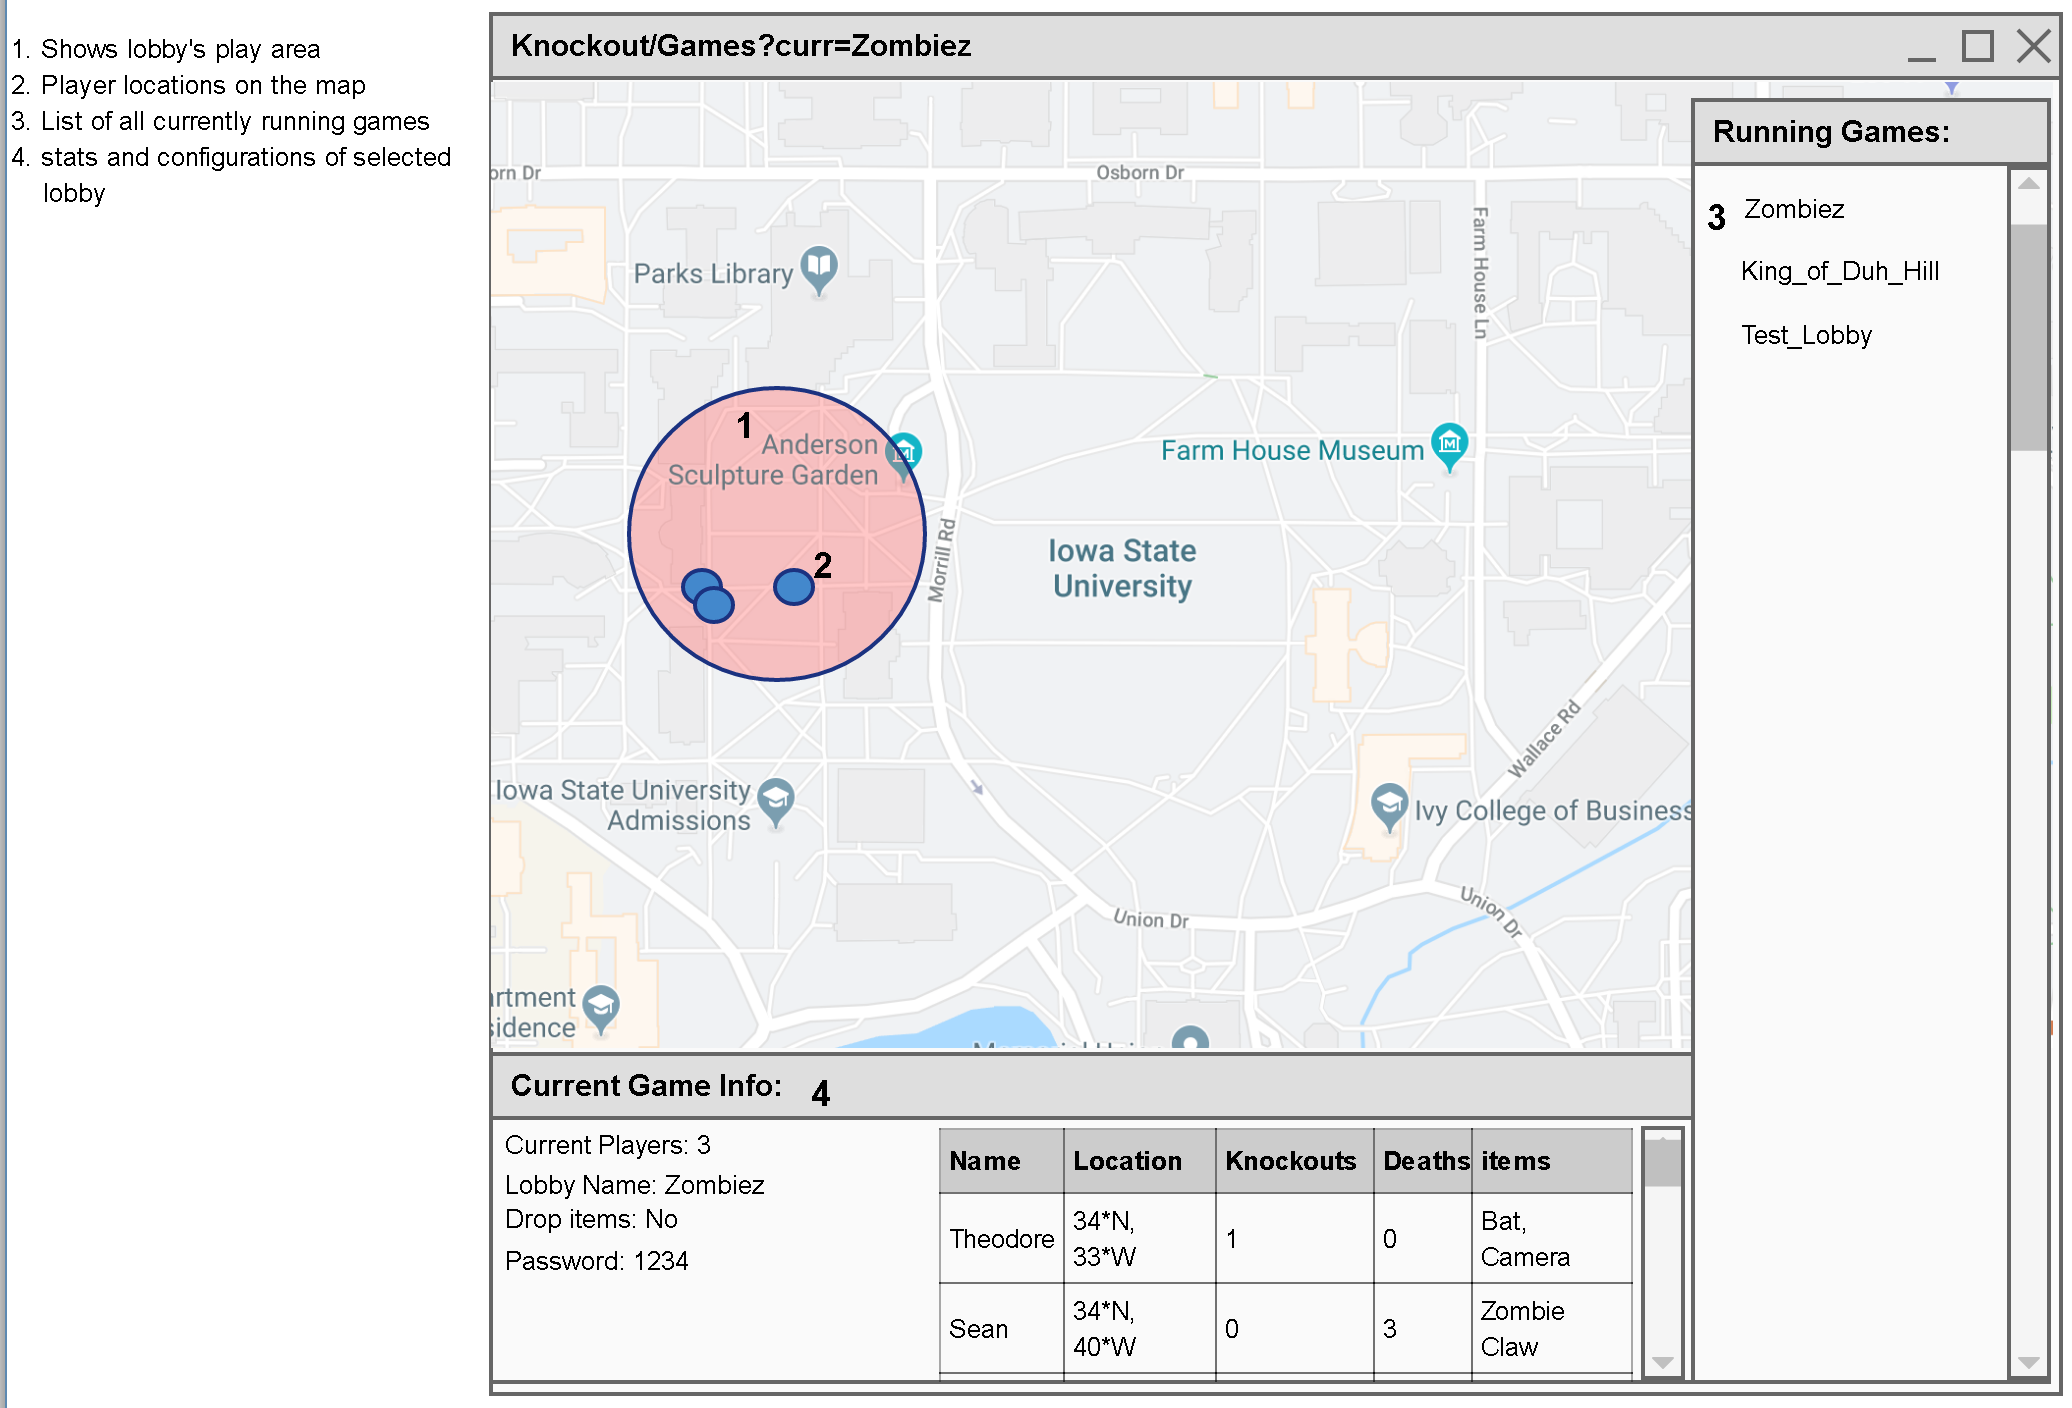 1. Shows lobby's play area
2. Player locations on the map
3. List of all currently running games
4. stats and configurations of selected
lobby
Knockout/Games?curr=Zombiez
orn Dr
Osborn Dr
Farm House Ln
Parks Library
1
Anderson
Sculpture Garden
Farm House Museum
2
Morrill Rd
Iowa State
University
Wallace Rd
Iowa State University
Admissions
Ivy College of Business
Union Dr
Union Dr
artment
sidence
Running Games:
3 Zombiez
King_of_Duh_Hill
Test_Lobby
Current Game Info: 4
Current Players: 3
Lobby Name: Zombiez
Drop items: No
Password: 1234
Name Location Knockouts Deaths items
Theodore 34*N, 33*W 1 0 Bat, Camera
Sean 34*N, 40*W 0 3 Zombie Claw